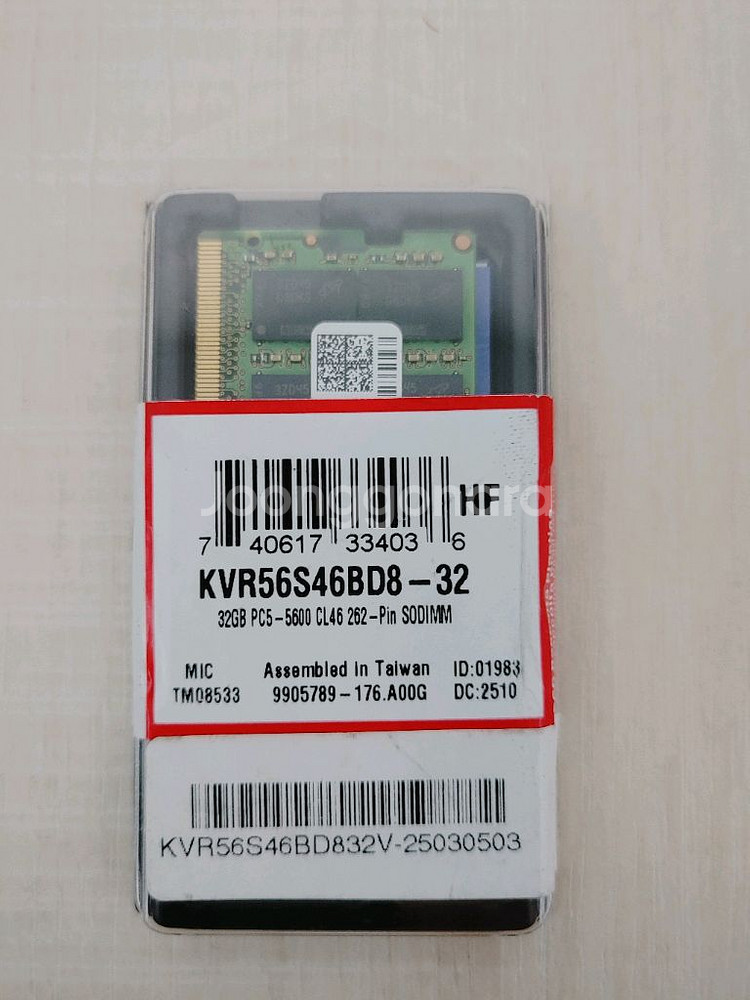 HF
joonggonara
7 40617 33403 6
KVR56S46BD8-32
32GB PC5-5600 CL46 262-Pin SODIMM
MIC Assembled in Taiwan ID:01983
TM08533 9905789-176.A00G DC:2510
KVR56S46BD832V-25030503